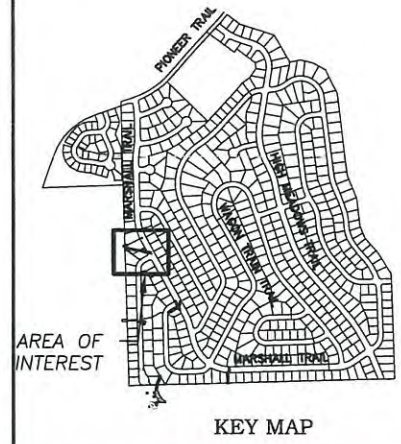 PIONEER TRAIL
MARSHALL TRAIL
HIGH MEADOWS TRAIL
WAGON TRAIN TRAIL
AREA OF
INTEREST
MARSHALL TRAIL
KEY MAP